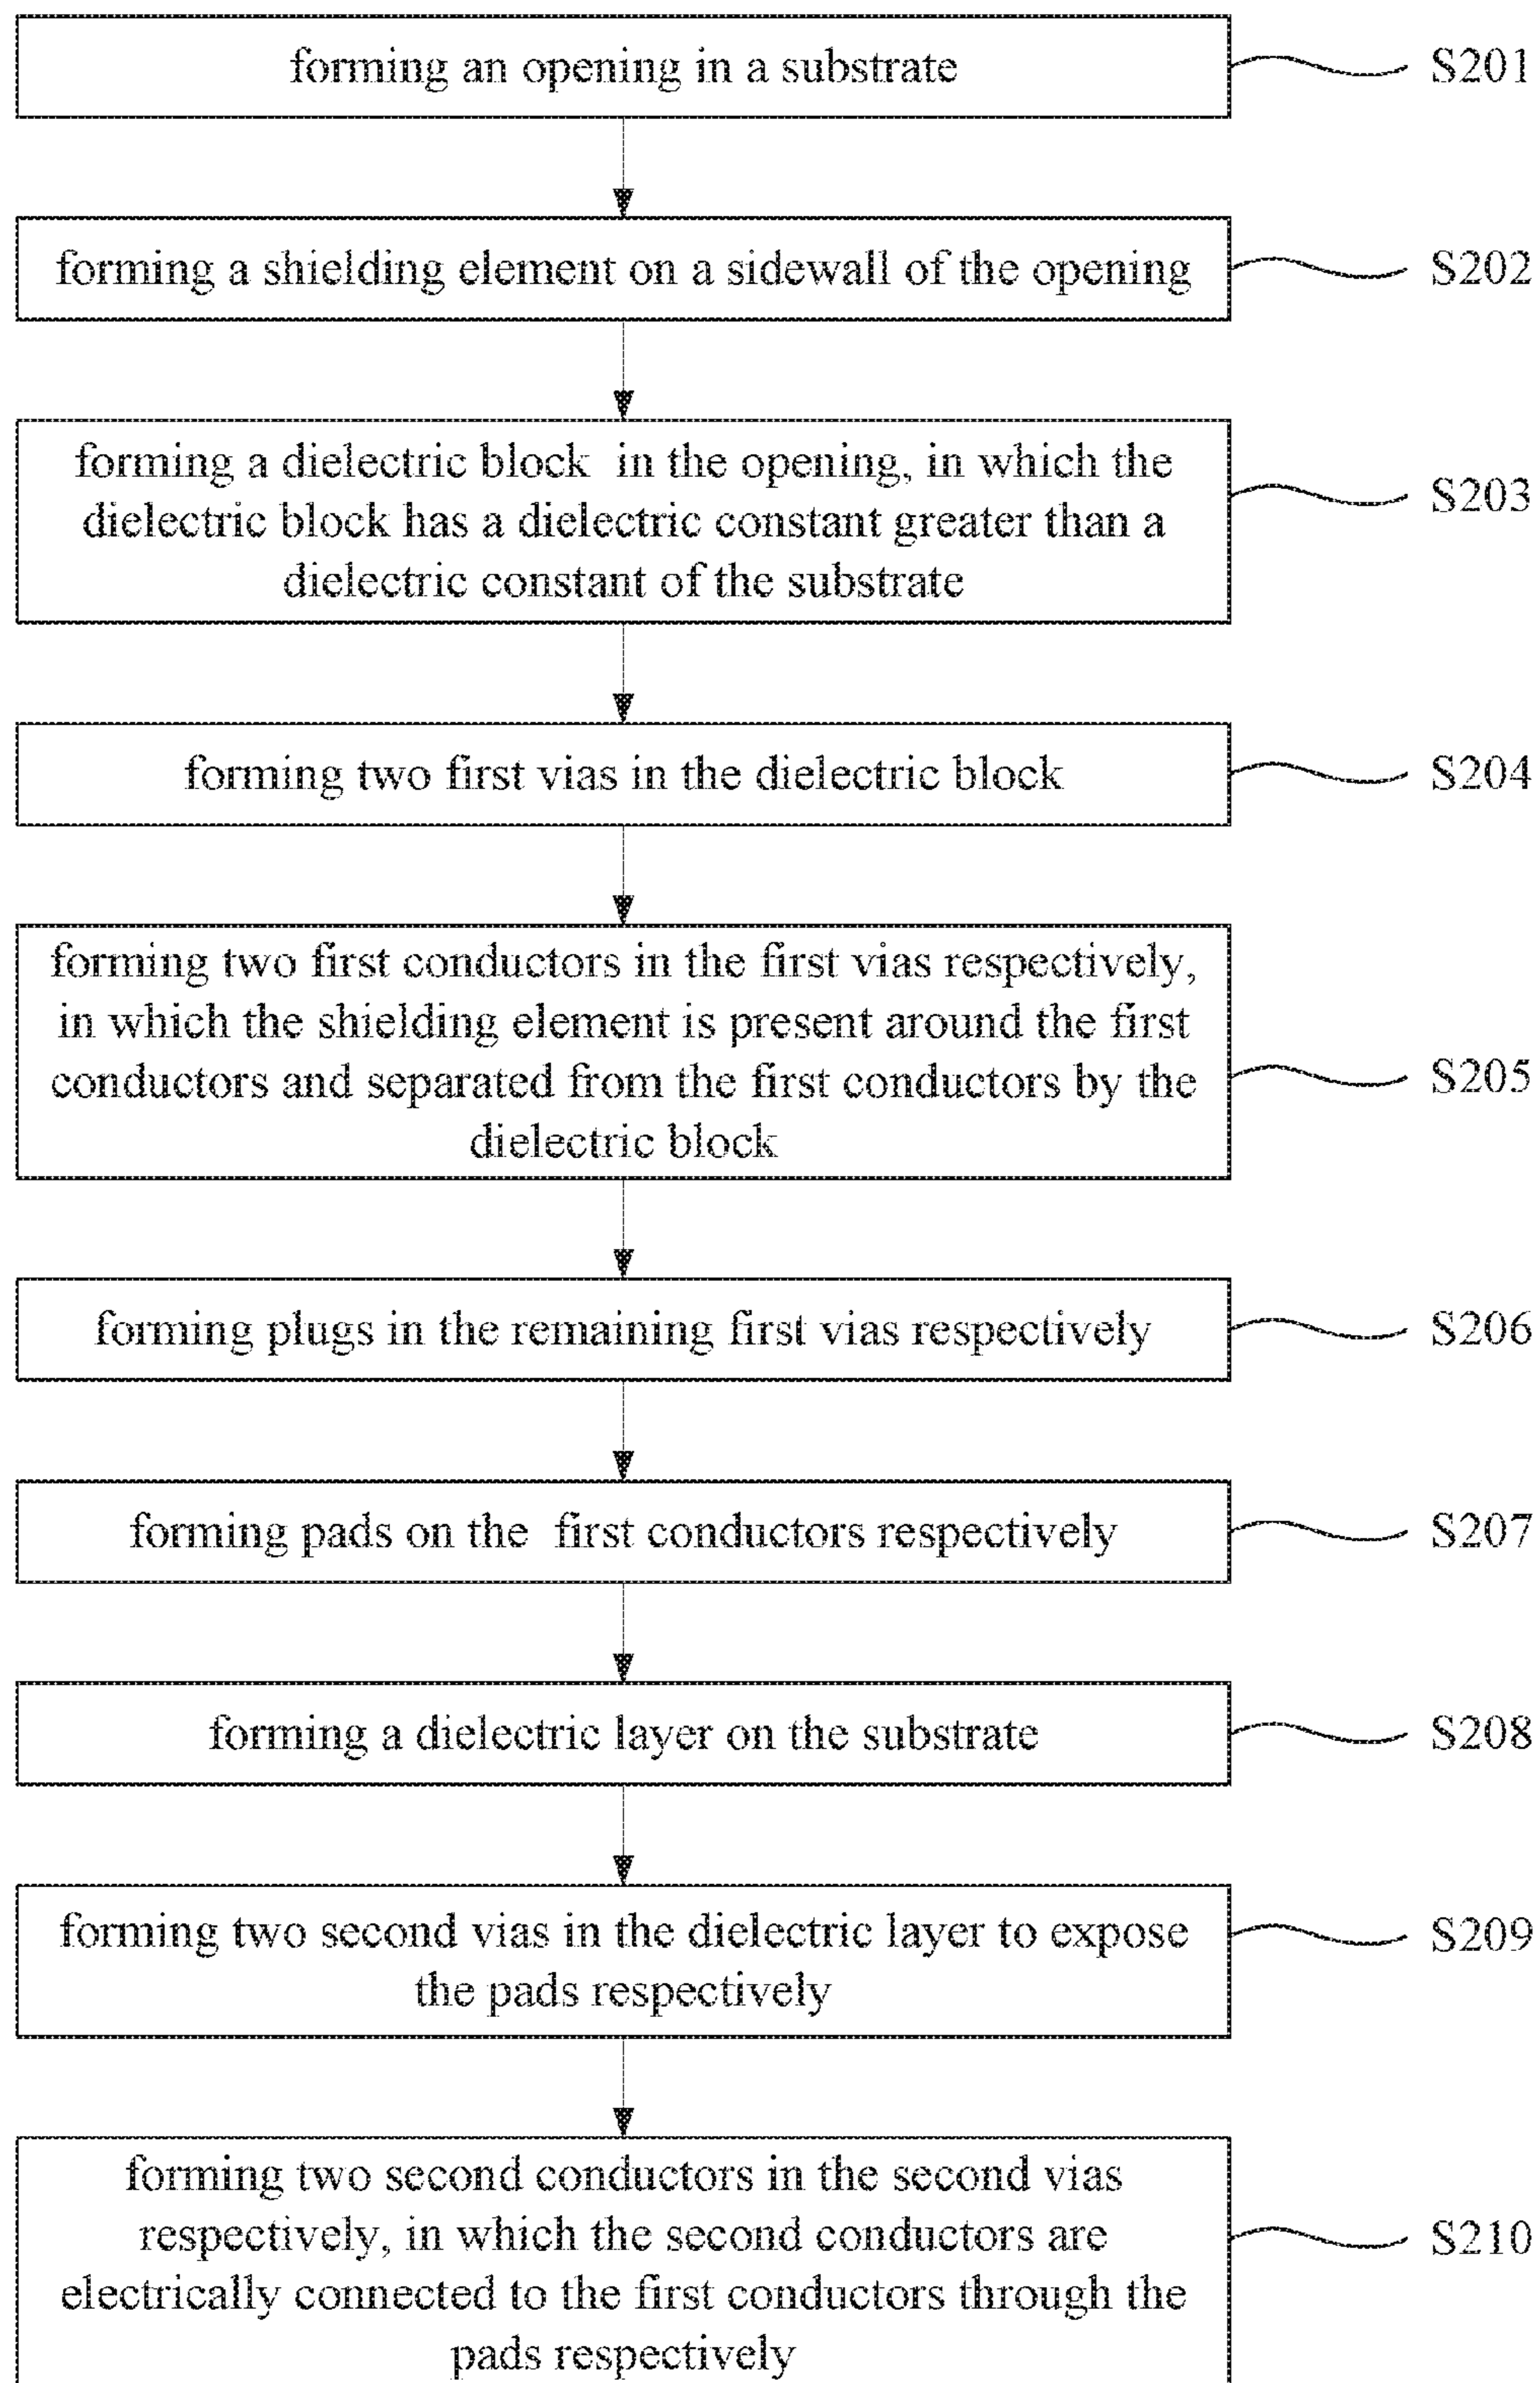 forming an opening in a substrate
S201
forming a shielding element on a sidewall of the opening
S202
forming a dielectric block in the opening, in which the
dielectric block has a dielectric constant greater than a
dielectric constant of the substrate
S203
forming two first vias in the dielectric block
S204
forming two first conductors in the first vias respectively,
in which the shielding element is present around the first
conductors and separated from the first conductors by the
dielectric block
S205
forming plugs in the remaining first vias respectively
S206
forming pads on the first conductors respectively
S207
forming a dielectric layer on the substrate
S208
forming two second vias in the dielectric layer to expose
the pads respectively
S209
forming two second conductors in the second vias
respectively, in which the second conductors are
electrically connected to the first conductors through the
pads respectively
S210